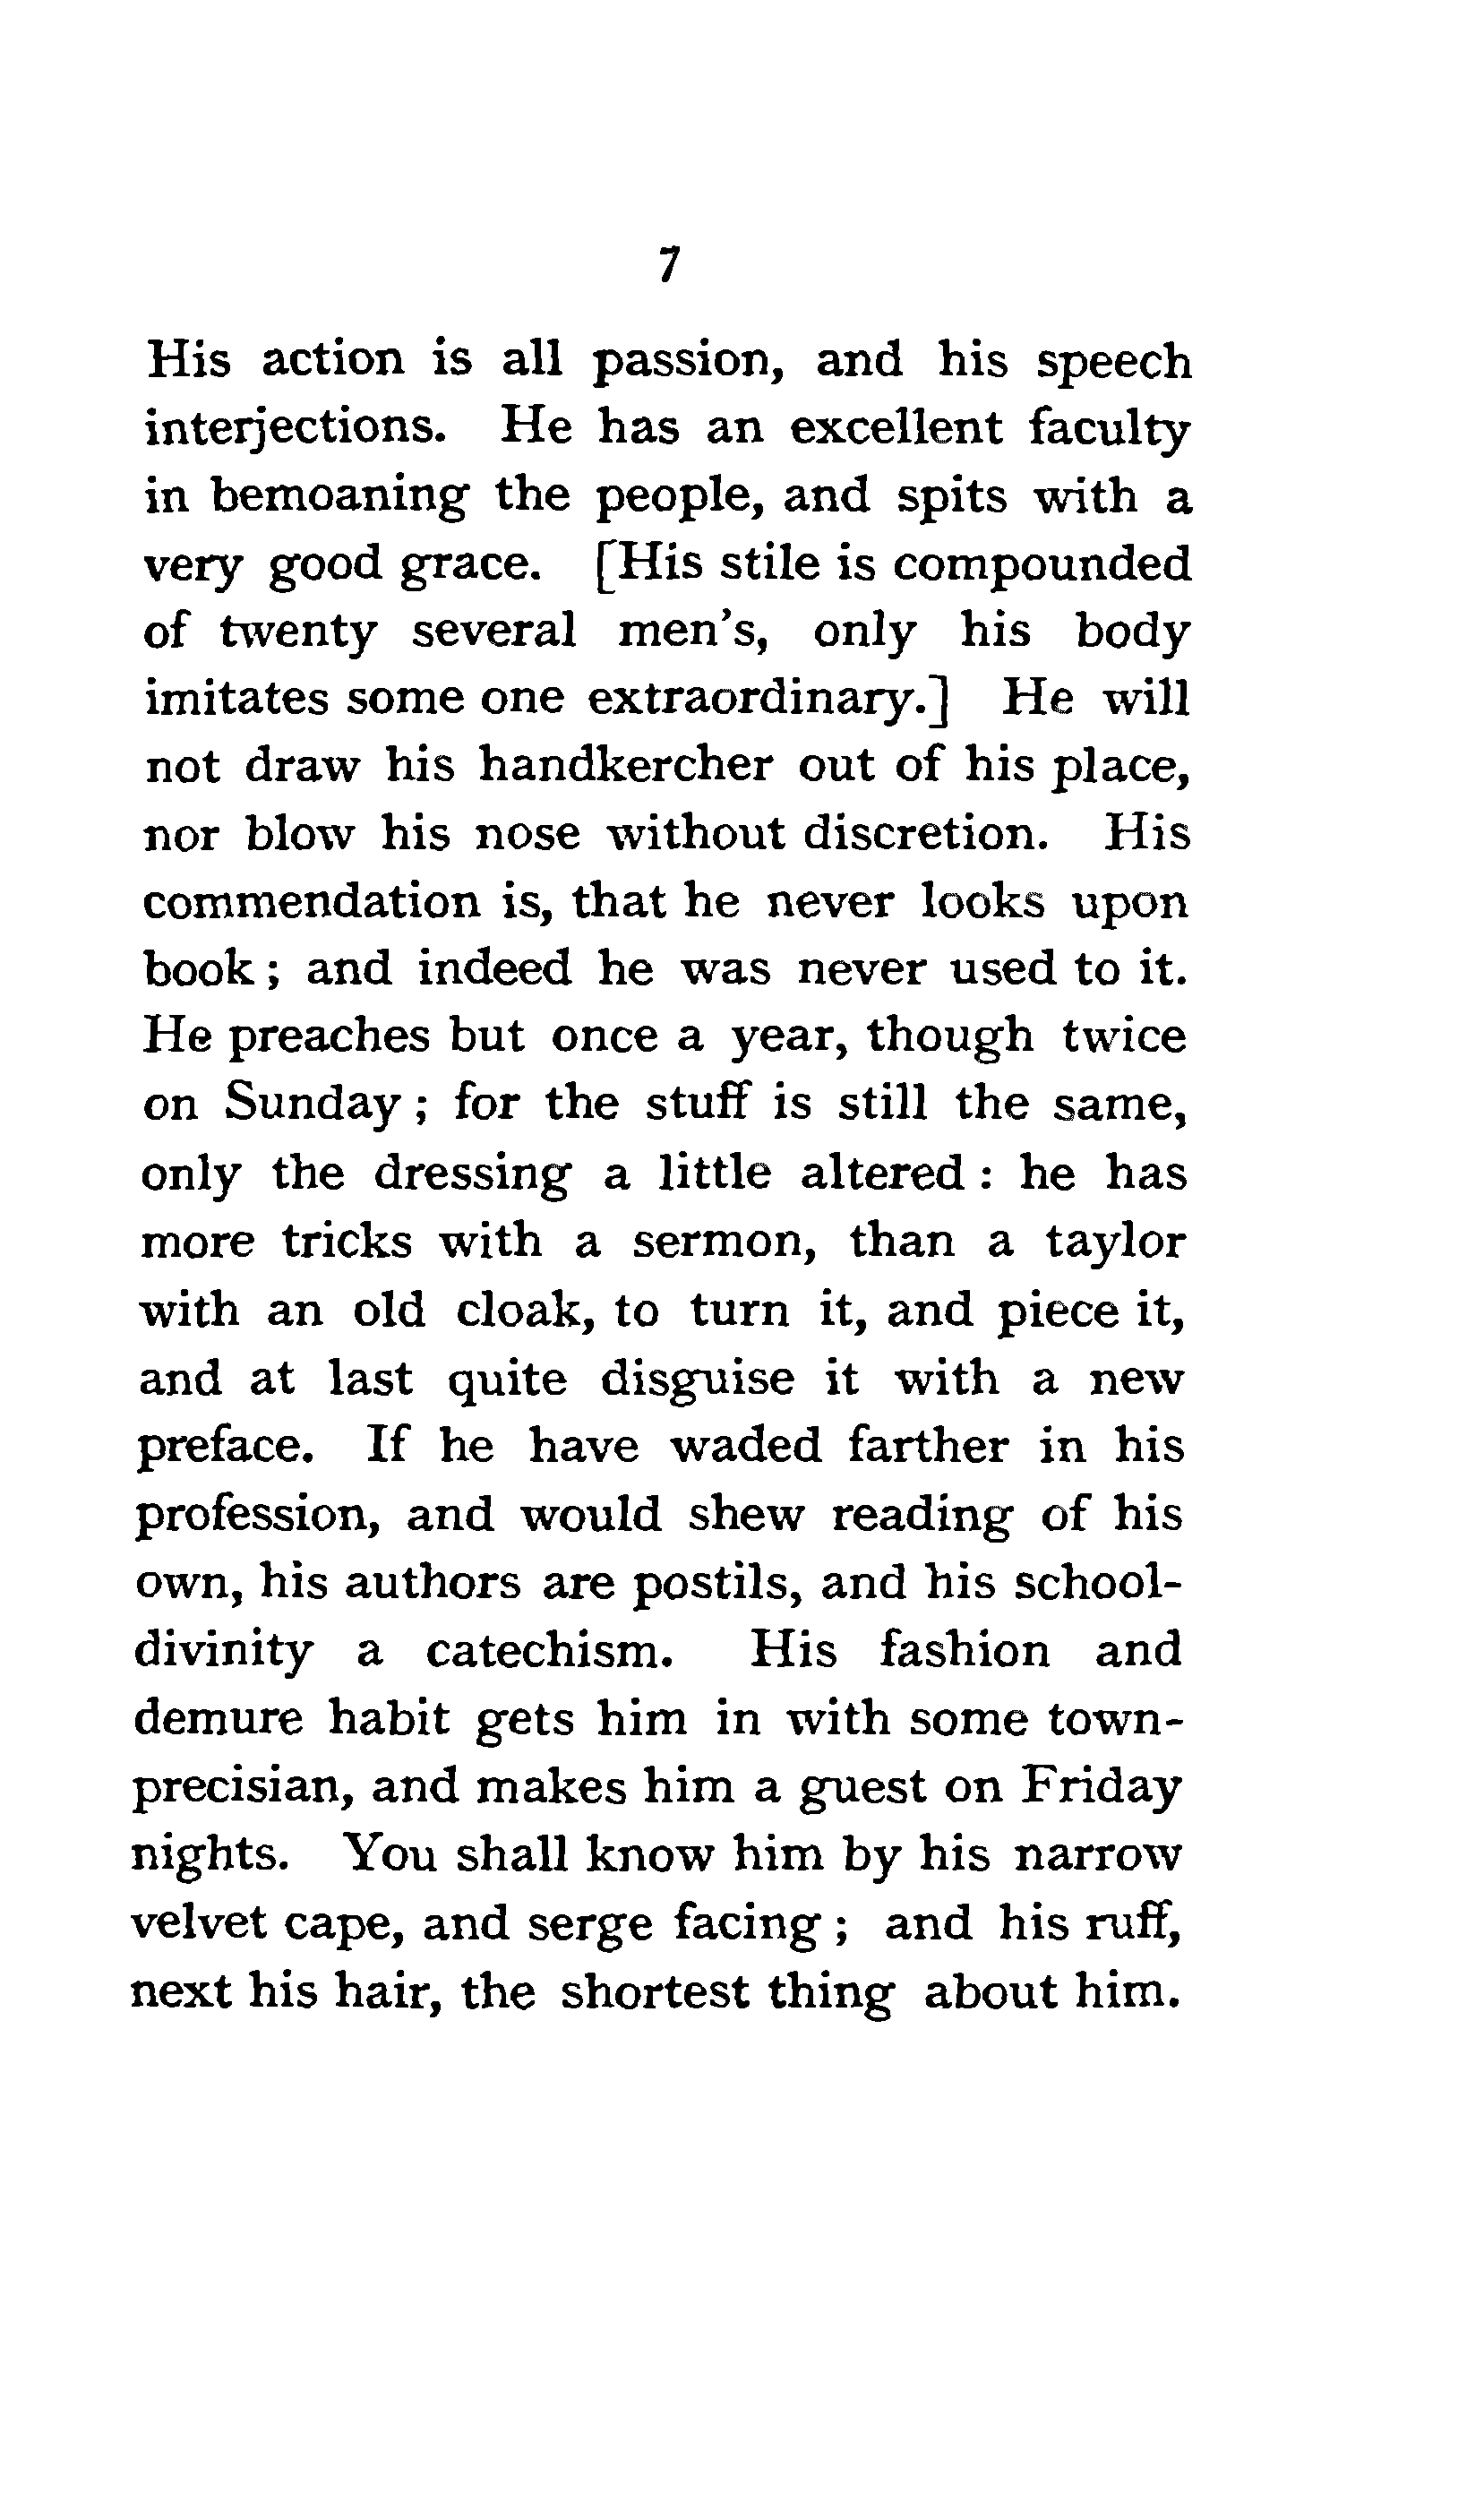 7
His action is all passion, and his speech
interjections. He has an excellent faculty
in bemoaning the people, and spits with a
very good grace. [His stile is compounded
of twenty several men's, only his body
imitates some one extraordinary.] He will
not draw his handkercher out of his place,
nor blow his nose without discretion. His
commendation is, that he never looks upon
book ; and indeed he was never used to it.
He preaches but once a year, though twice
on Sunday ; for the stuff is still the same,
only the dressing a little altered : he has
more tricks with a sermon, than a taylor
with an old cloak, to turn it, and piece it,
and at last quite disguise it with a new
preface. If he have waded farther in his
profession, and would shew reading of his
own, his authors are postils, and his school-
divinity a catechism. His fashion and
demure habit gets him in with some town-
precisian, and makes him a guest on Friday
nights. You shall know him by his narrow
velvet cape, and serge facing ; and his ruff,
next his hair, the shortest thing about him.